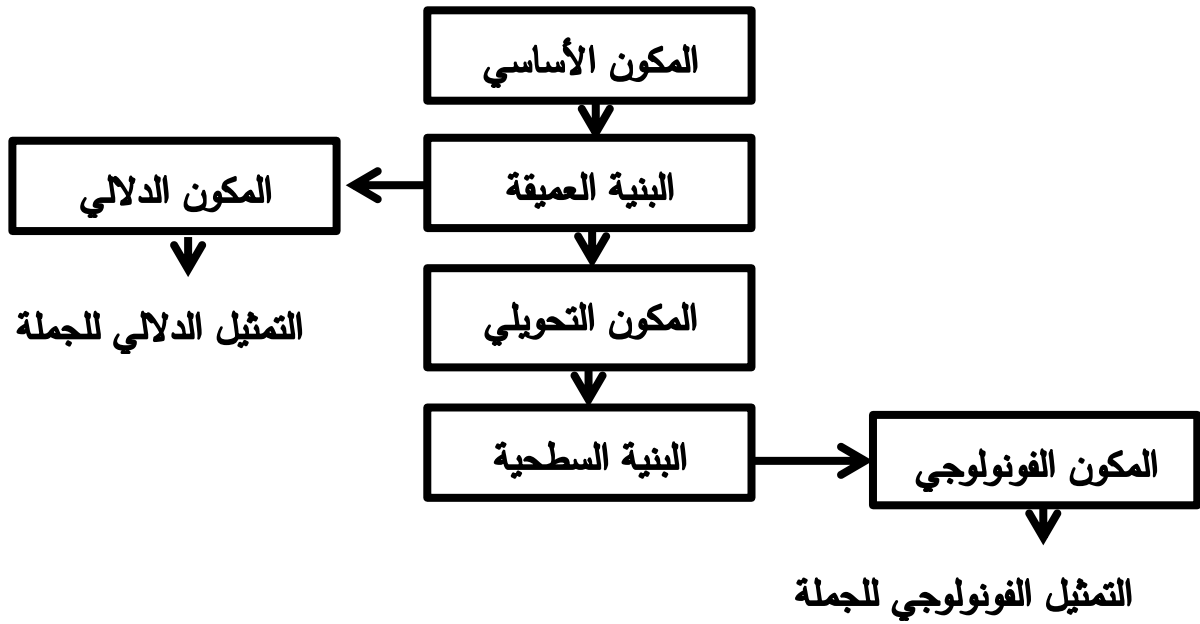 المكون الأساسي
البنية العميقة
المكون الدلالي
التمثيل الدلالي للجملة
المكون التحويلي
البنية السطحية
المكون الفونولوجي
التمثيل الفونولوجي للجملة